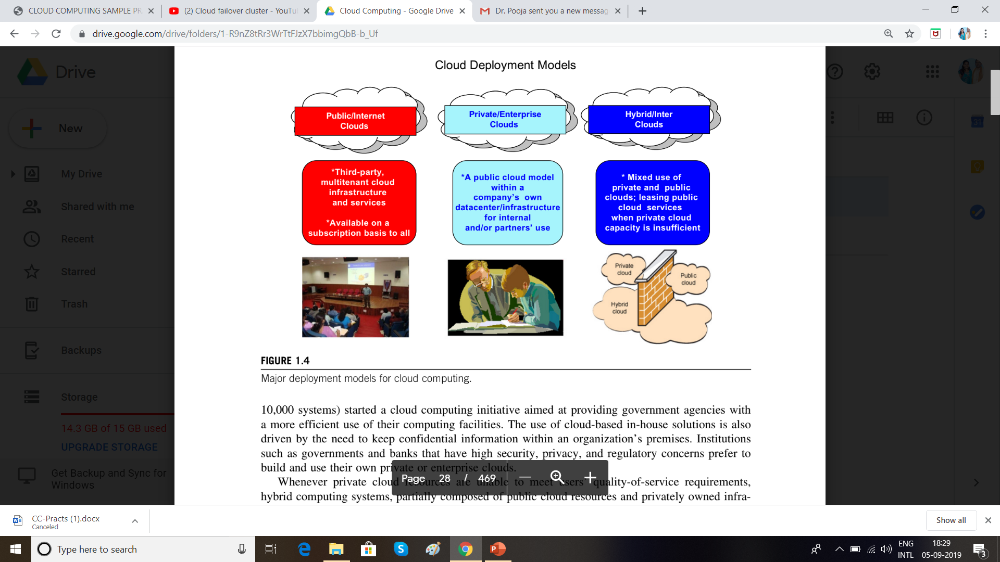 CLOUD COMPUTING SAMPLE PR
(2) Cloud failover cluster - YouTu
Cloud Computing - Google Drive
Dr. Pooja sent you a new messag
drive.google.com/drive/folders/1-R9nZ8tRr3WrTtFJzX7bbimgQbB-b_Uf
Drive
New
My Drive
Shared with me
Recent
Starred
Trash
Backups
Storage
14.3 GB of 15 GB used
UPGRADE STORAGE
Get Backup and Sync for
Windows
31
Cloud Deployment Models
Public/Internet
Clouds
Private/Enterprise
Clouds
Hybrid/Inter
Clouds
*Third-party,
multitenant cloud
infrastructure
and services
*Available on a
subscription basis to all
*A public cloud model
within a
company's own
datacenter/infrastructure
for internal
and/or partners' use
* Mixed use of
private and public
clouds; leasing public
cloud services
when private cloud
capacity is insufficient
Private
cloud
Public
cloud
Hybrid
cloud
FIGURE 1.4
Major deployment models for cloud computing.
10,000 systems) started a cloud computing initiative aimed at providing government agencies with
a more efficient use of their computing facilities. The use of cloud-based in-house solutions is also
driven by the need to keep confidential information within an organization's premises. Institutions
such as governments and banks that have high security, privacy, and regulatory concerns prefer to
build and use their own private or enterprise clouds.
Whenever private cloud resources are unable to meet users' quality-of-service requirements,
hybrid computing systems, partially composed of public cloud resources and privately owned infra-
Page 28 / 469
CC-Practs (1).docx
Canceled
Show all
Type here to search
ENG
INTL
18:29
05-09-2019
3